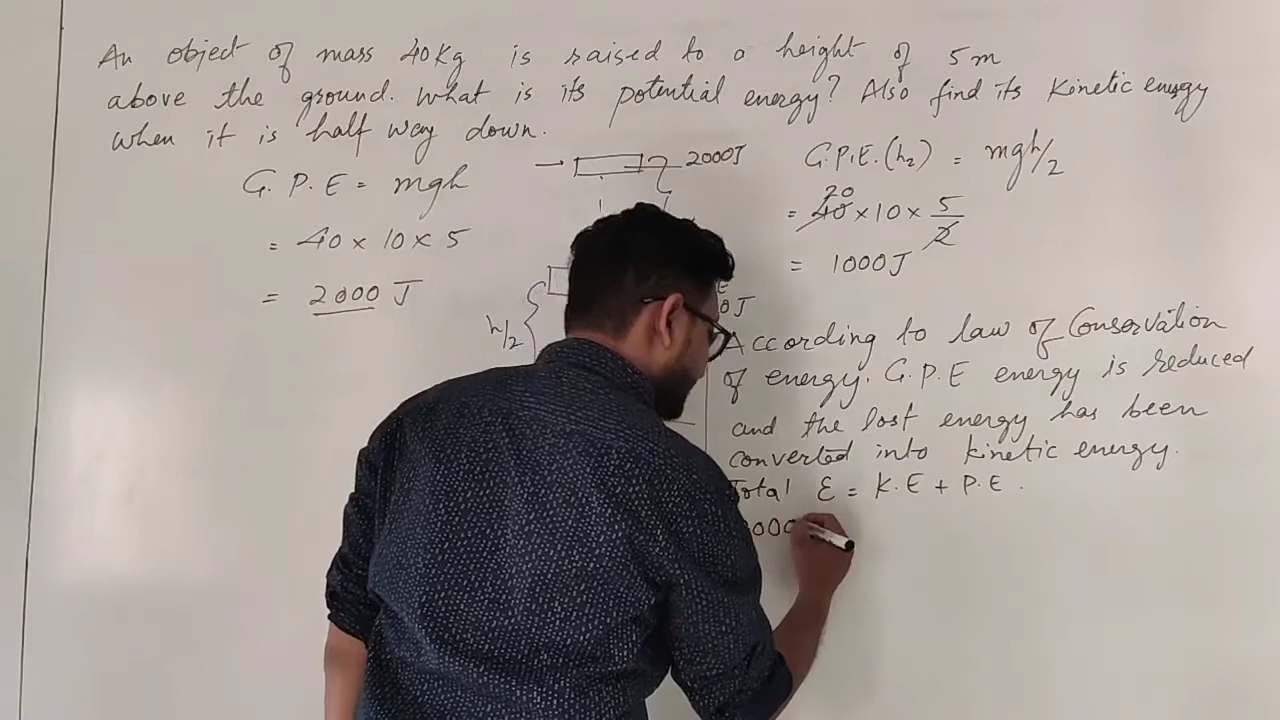 An object of mass 40Kg is raised to a height of 5m
above the ground. What is its potential energy? Also find its Kinetic energy
when it is half way down.
G. P. E = mgh
= 40 x 10 x 5
= 2000 J
2000J
h/2
0J
G.P.E.(h2) = mgh/2
20
= 40 x 10 x 5/2
= 1000J
According to law of Conservation
of energy. G.P.E energy is reduced
and the lost energy has been
converted into kinetic energy.
Total E = K.E + P.E.
000